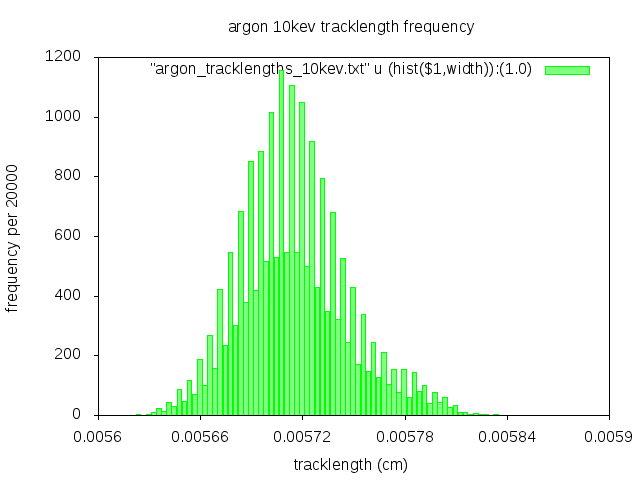 argon 10kev tracklength frequency
"argon_tracklengths_10kev.txt" u (hist($1,width)):(1.0)
frequency per 20000
1200
1000
800
600
400
200
0
0.0056 0.00566 0.00572 0.00578 0.00584 0.0059
tracklength (cm)